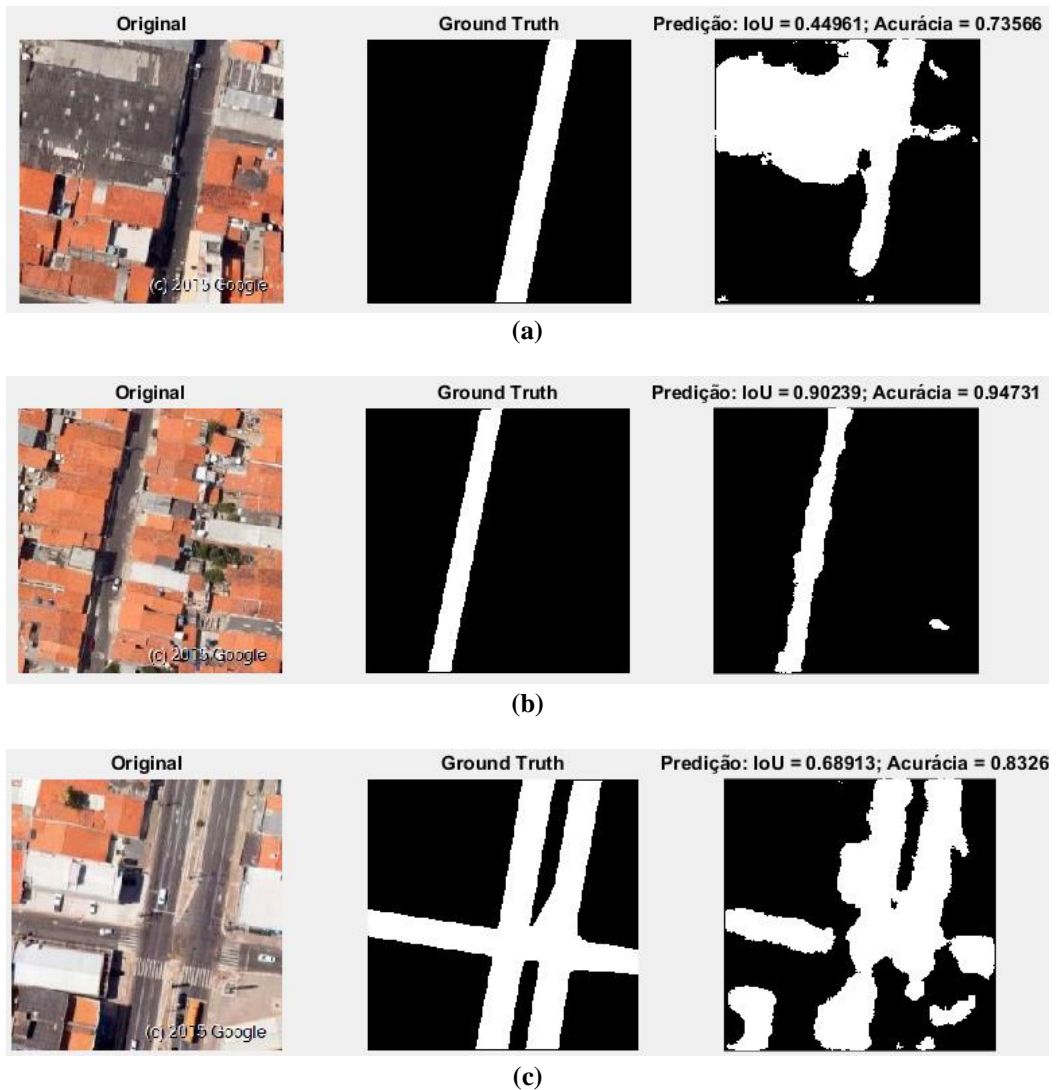 Original Ground Truth Predição: IoU = 0.44961; Acurácia = 0.73566
(c) 2015 Google
(a)
Original Ground Truth Predição: IoU = 0.90239; Acurácia = 0.94731
(c) 2015 Google
(b)
Original Ground Truth Predição: IoU = 0.68913; Acurácia = 0.8326
(c) 2015 Google
(c)